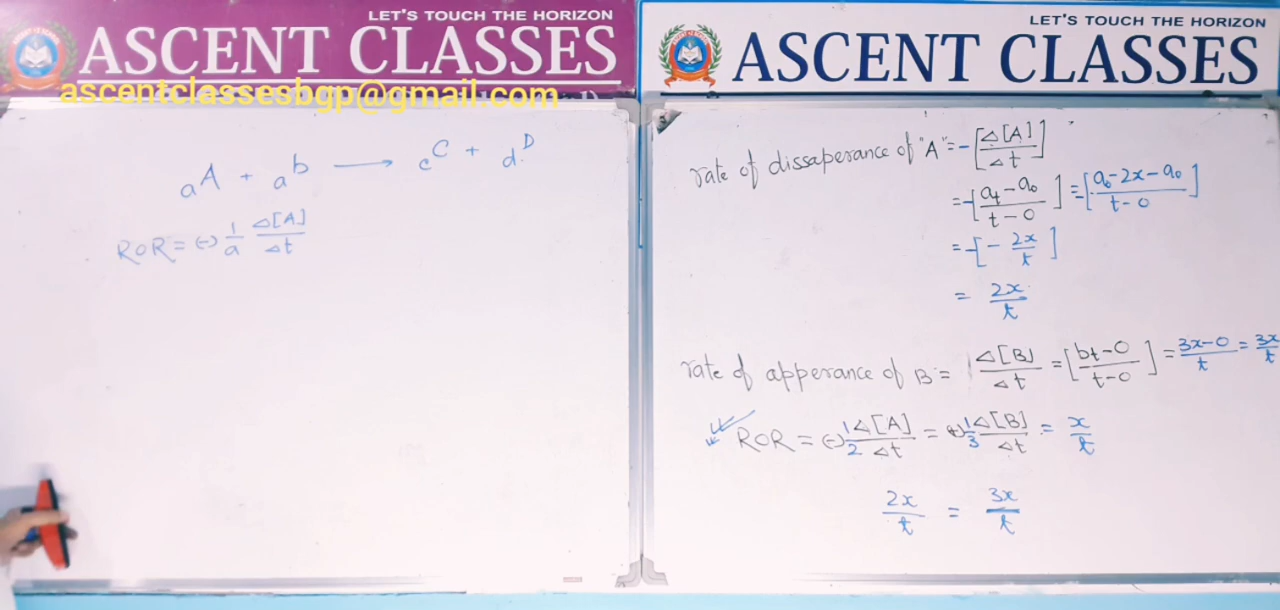 LET'S TOUCH THE HORIZON
ASCENT CLASSES
ascentclassesbgp@gmail.com
aA + ab → cC + dD
ROR = (-) 1/a Δ[A]/Δt
LET'S TOUCH THE HORIZON
ASCENT CLASSES
rate of dissaperance of "A" = -[Δ[A]/Δt]
= -[at - a0/t - 0] = -[a0 - 2x - a0/t - 0]
= -[- 2x/t]
= 2x/t
rate of apperance of B = Δ[B]/Δt = [bt - 0/t - 0] = 3x - 0/t = 3x/t
ROR = (-) 1/2 Δ[A]/Δt = (+) 1/3 Δ[B]/Δt = x/t
2x/t = 3x/t